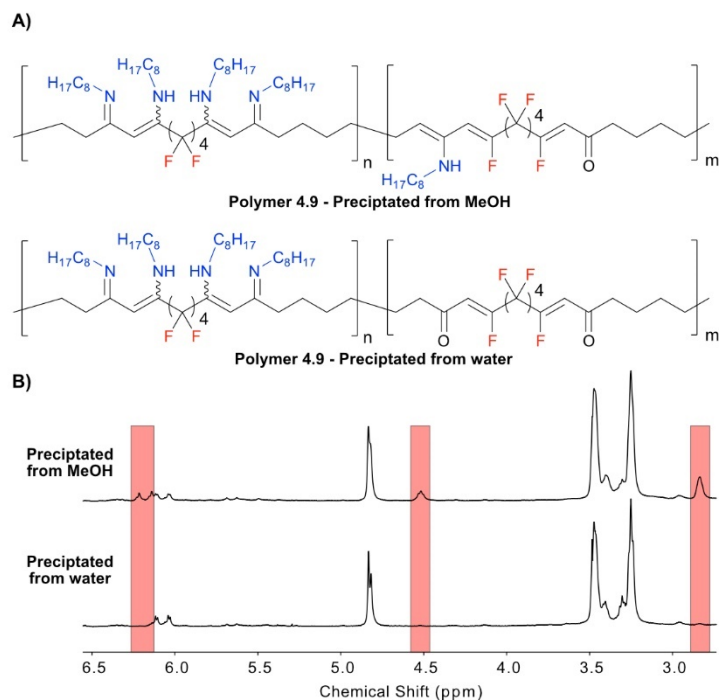 A)
H17C8 H17C8 C8H17 C8H17
N NH HN N
4 4
F F
n
F F
F F
O
NH
H17C8
m
Polymer 4.9 - Preciptated from MeOH
H17C8 H17C8 C8H17 C8H17
N NH HN N
4 4
F F
n
F F
F F
O O
m
Polymer 4.9 - Preciptated from water
B)
Preciptated
from MeOH
Preciptated
from water
6.5 6.0 5.5 5.0 4.5 4.0 3.5 3.0
Chemical Shift (ppm)